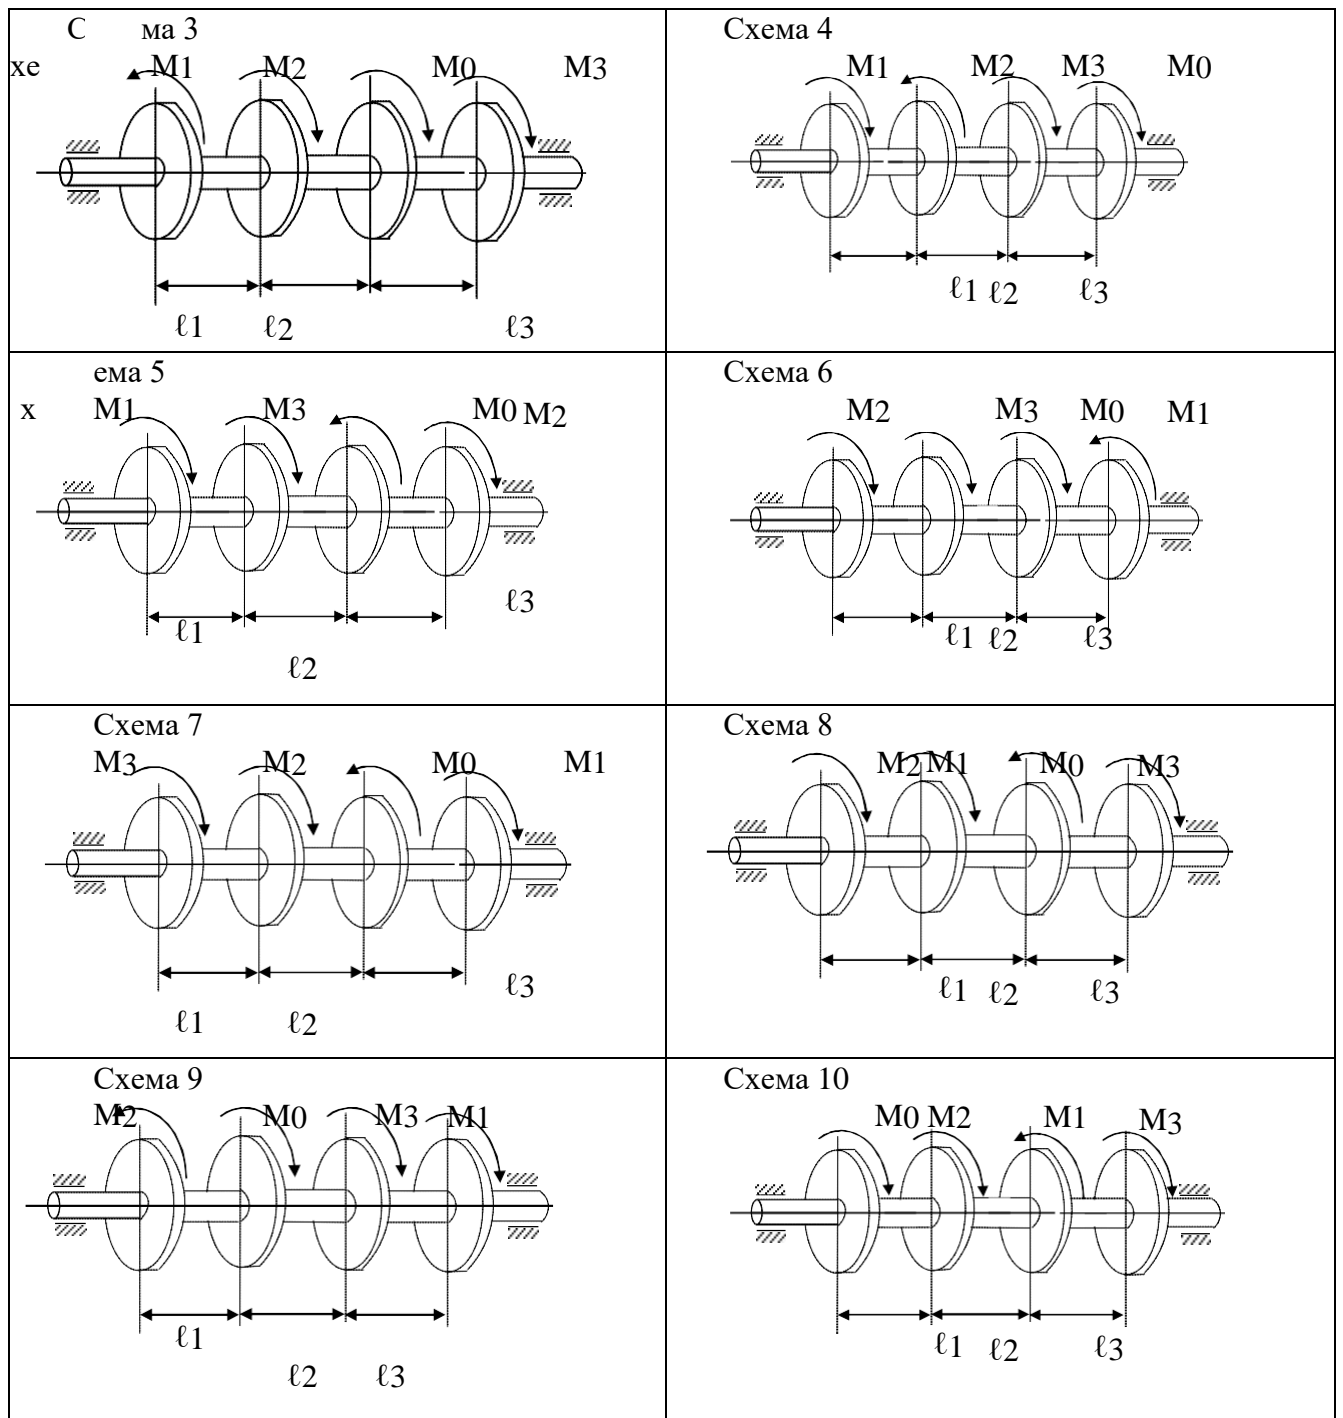 Схема 3
М1 М2 М0 М3
ℓ1 ℓ2 ℓ3
Схема 4
М1 М2 М3 М0
ℓ1 ℓ2 ℓ3
х ема 5
М1 М3 М0 М2
ℓ1 ℓ2 ℓ3
Схема 6
М2 М3 М0 М1
ℓ1 ℓ2 ℓ3
Схема 7
М3 М2 М0 М1
ℓ1 ℓ2 ℓ3
Схема 8
М2 М1 М0 М3
ℓ1 ℓ2 ℓ3
Схема 9
М2 М0 М3 М1
ℓ1 ℓ2 ℓ3
Схема 10
М0 М2 М1 М3
ℓ1 ℓ2 ℓ3